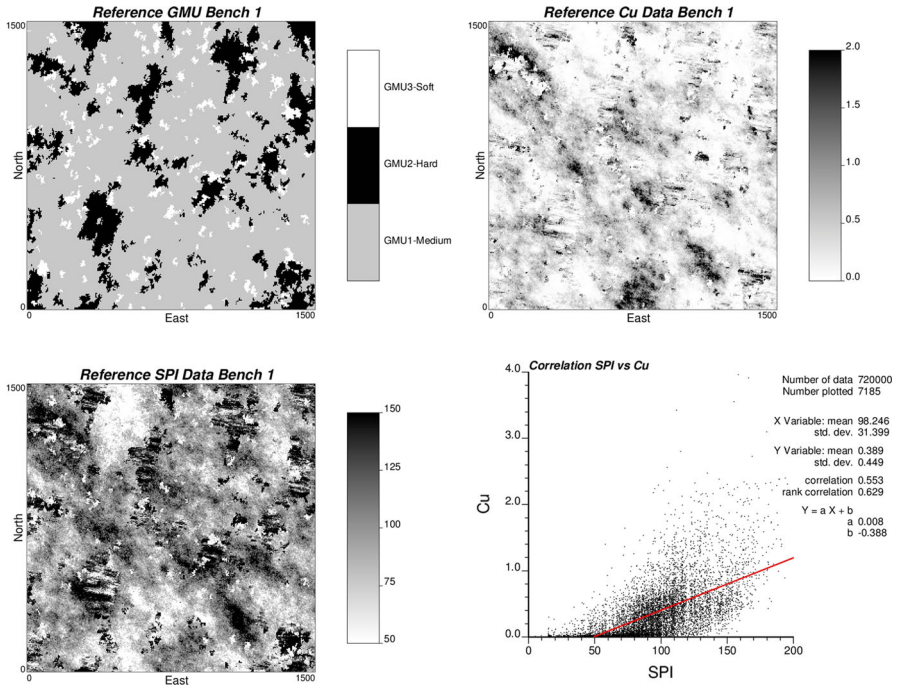 Reference GMU Bench 1
1500
North
0
0
East
1500
GMU3-Soft
GMU2-Hard
GMU1-Medium
Reference Cu Data Bench 1
1500
North
0
0
East
1500
2.0
1.5
1.0
0.5
0.0
Reference SPI Data Bench 1
1500
North
0
0
East
1500
150
125
100
75
50
Correlation SPI vs Cu
Cu
4.0
3.0
2.0
1.0
0.0
0
50
100
150
200
SPI
Number of data 720000
Number plotted 7185
X Variable: mean 98.246
std. dev. 31.399
Y Variable: mean 0.389
std. dev. 0.449
correlation 0.553
rank correlation 0.629
Y = a X + b
a 0.008
b -0.388